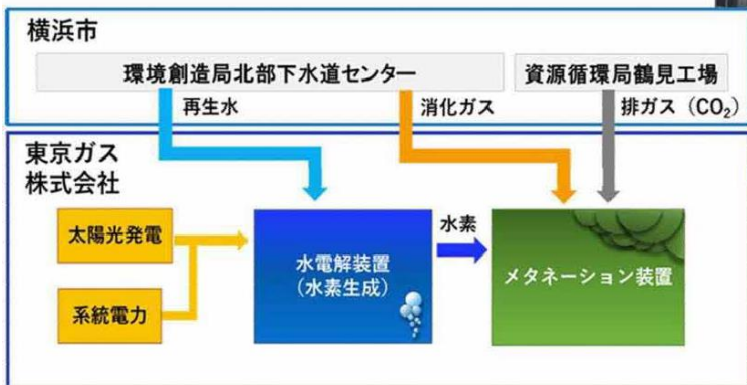 横浜市
環境創造局北部下水道センター
資源循環局鶴見工場
再生水
消化ガス
排ガス（CO₂）
東京ガス
株式会社
太陽光発電
系統電力
水電解装置
（水素生成）
水素
メタネーション装置